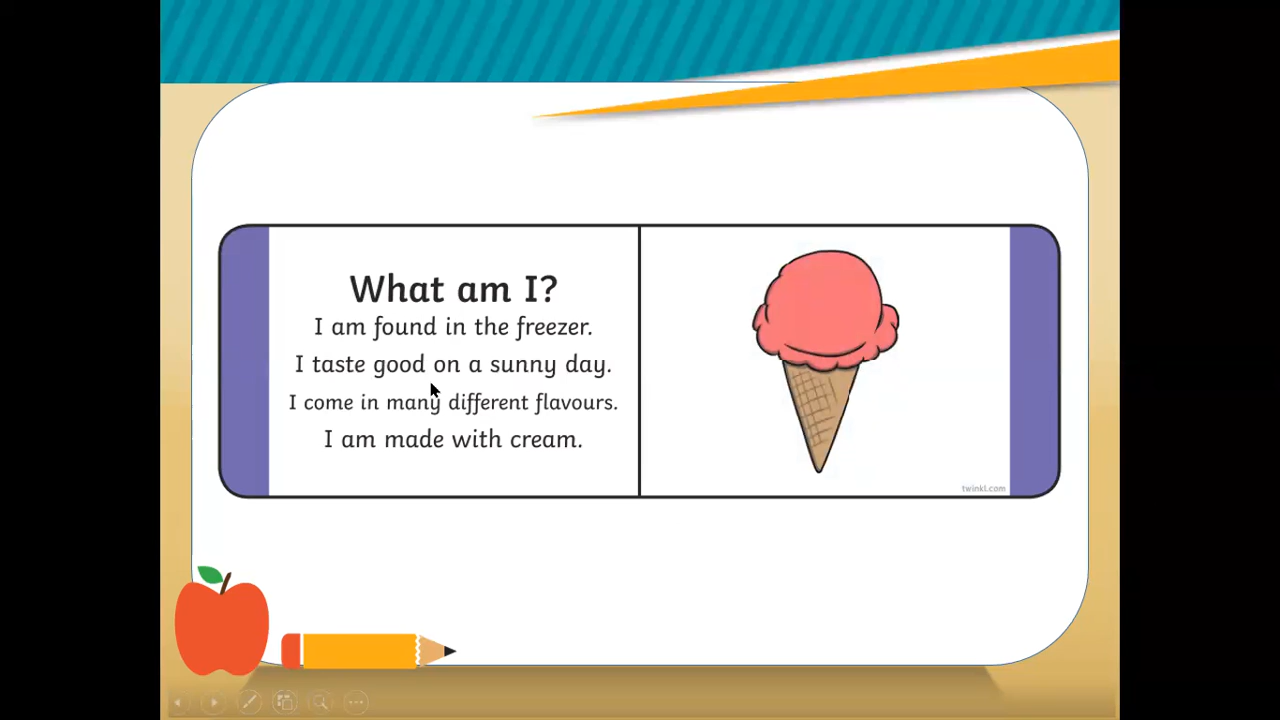 What am I?
I am found in the freezer.
I taste good on a sunny day.
I come in many different flavours.
I am made with cream.
twinkl.com